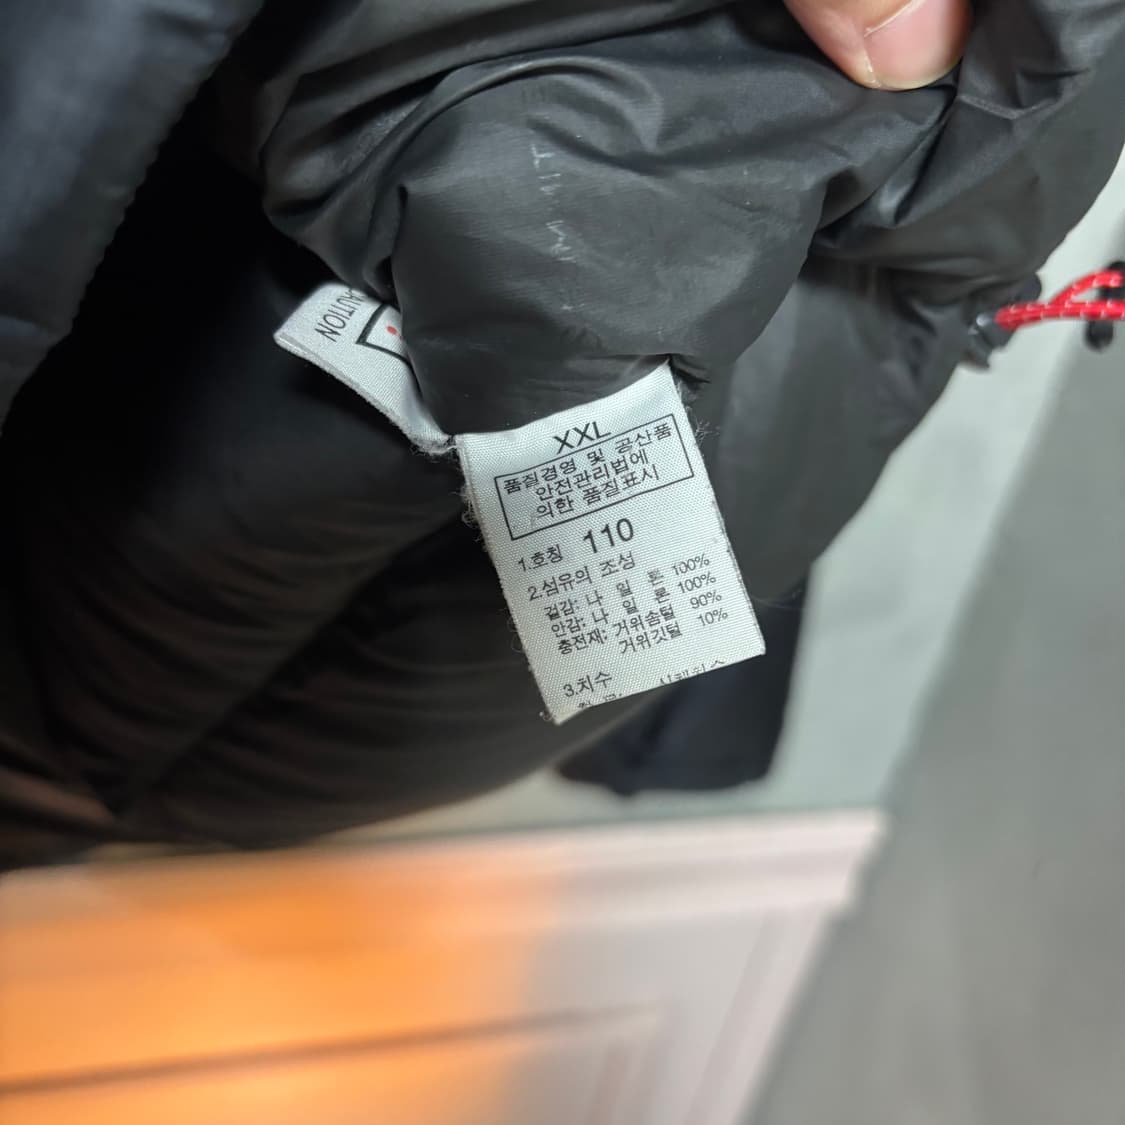 CAUTION
XXL
품질경영 및 공산품
안전관리법에
의한 품질표시
1.호칭 110
2.섬유의 조성
겉감: 나 일 론 100%
안감: 나 일 론 100%
충전재: 거위솜털 90%
거위깃털 10%
3.치수